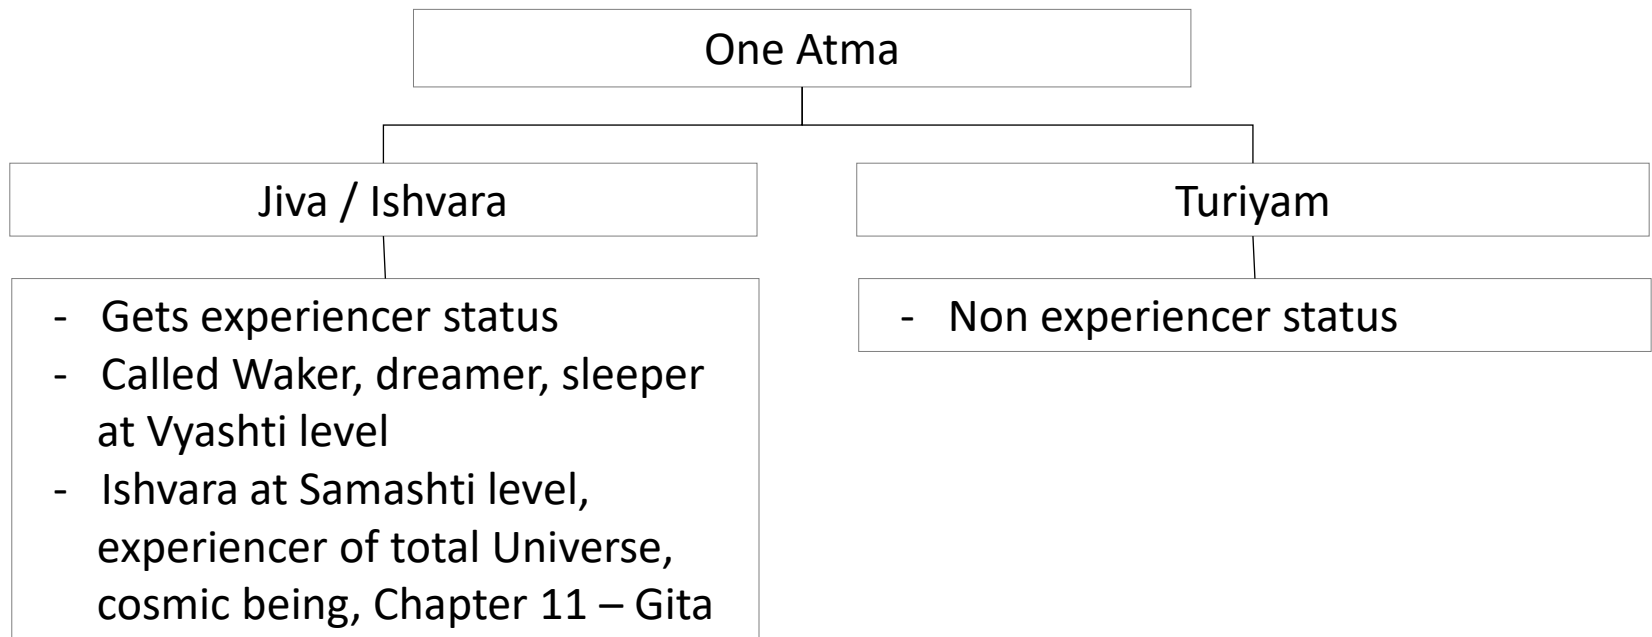 One Atma
Jiva / Ishvara
Turiyam
- Gets experiencer status
- Called Waker, dreamer, sleeper
at Vyashti level
- Ishvara at Samashti level,
experiencer of total Universe,
cosmic being, Chapter 11 – Gita
- Non experiencer status